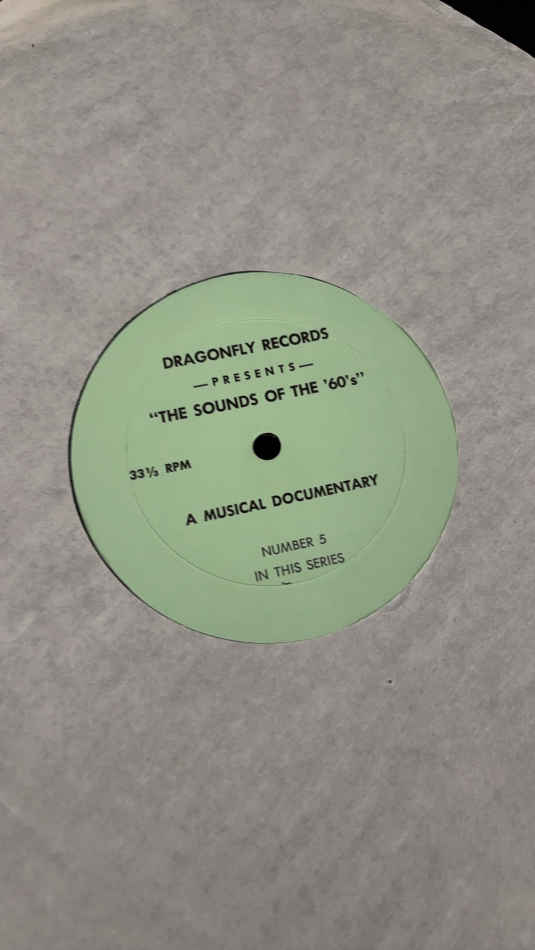 DRAGONFLY RECORDS
—PRESENTS—
“THE SOUNDS OF THE ’60’s”
33⅓ RPM
A MUSICAL DOCUMENTARY
NUMBER 5
IN THIS SERIES